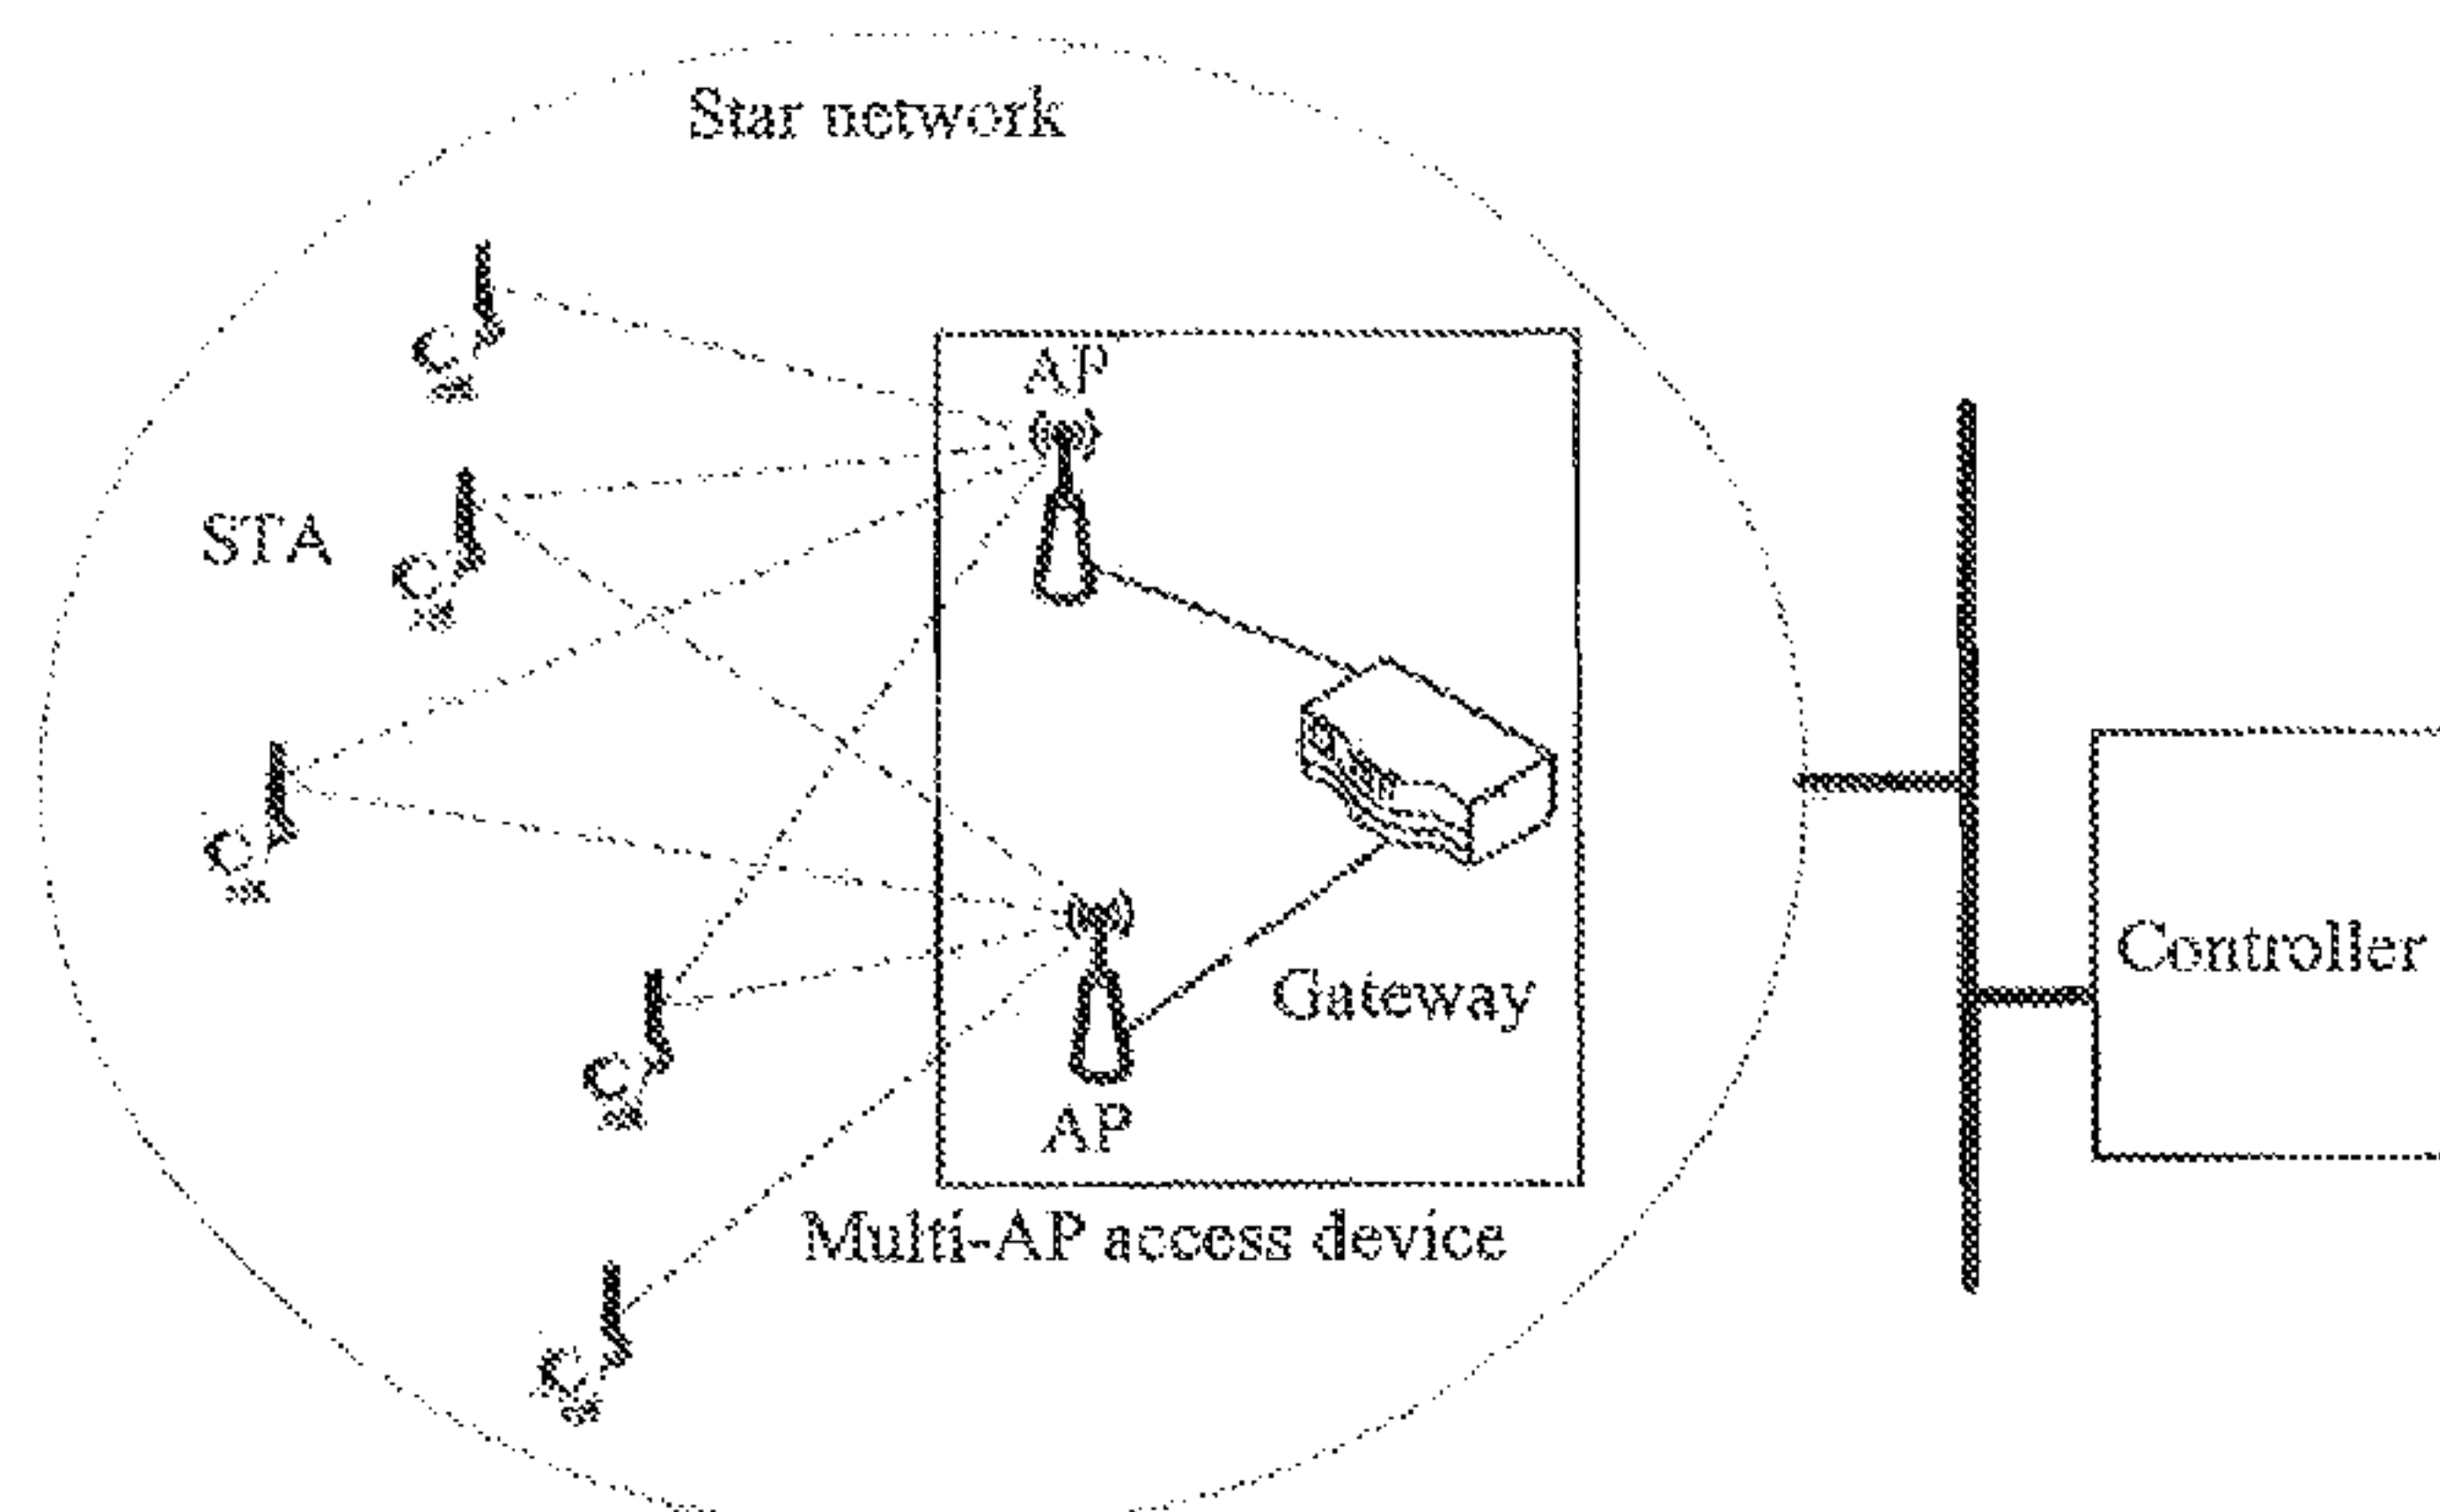 Star network
AP
STA
Controller
Gateway
AP
Multi-AP access device